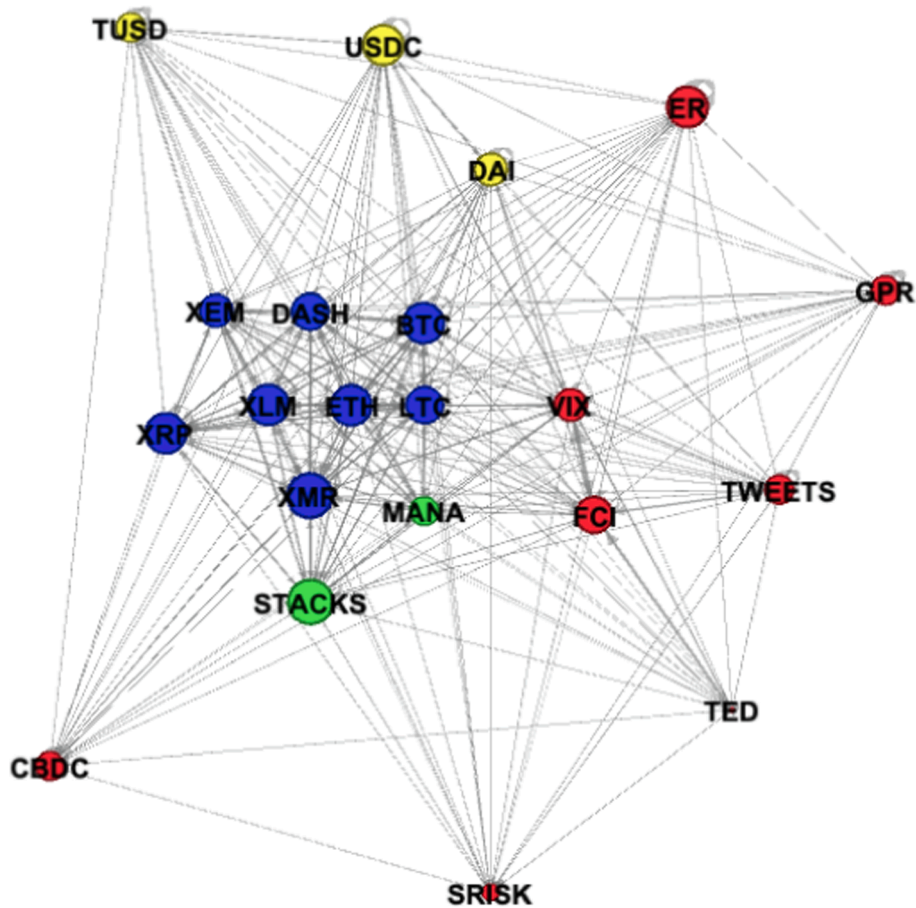 TUSD
USDC
ER
DAI
GPR
XEM
DASH
BTC
XLM
ETH
LTC
VIX
XRP
XMR
MANA
TWEETS
FCI
STACKS
TED
CBDC
SRISK